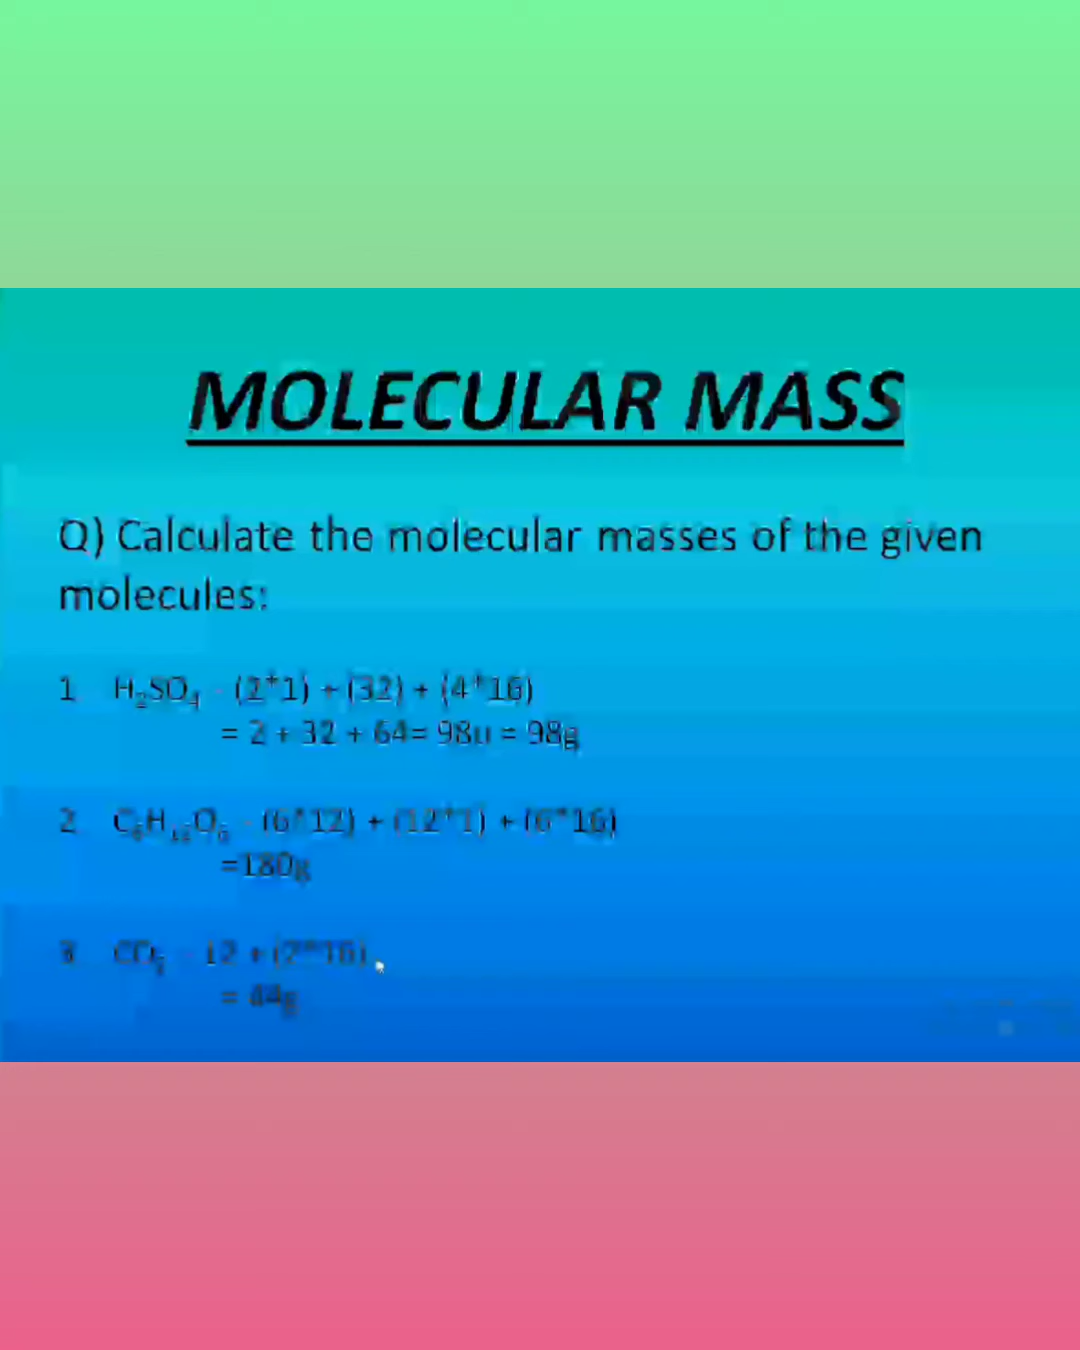 MOLECULAR MASS
Q) Calculate the molecular masses of the given
molecules:
1 H₂SO₄ - (2*1) + (32) + (4*16)
= 2 + 32 + 64= 98u = 98g
2 C₆H₁₂O₆ - (6*12) + (12*1) + (6*16)
=180g
3 CO₂ - 12 + (2*16)
= 44g